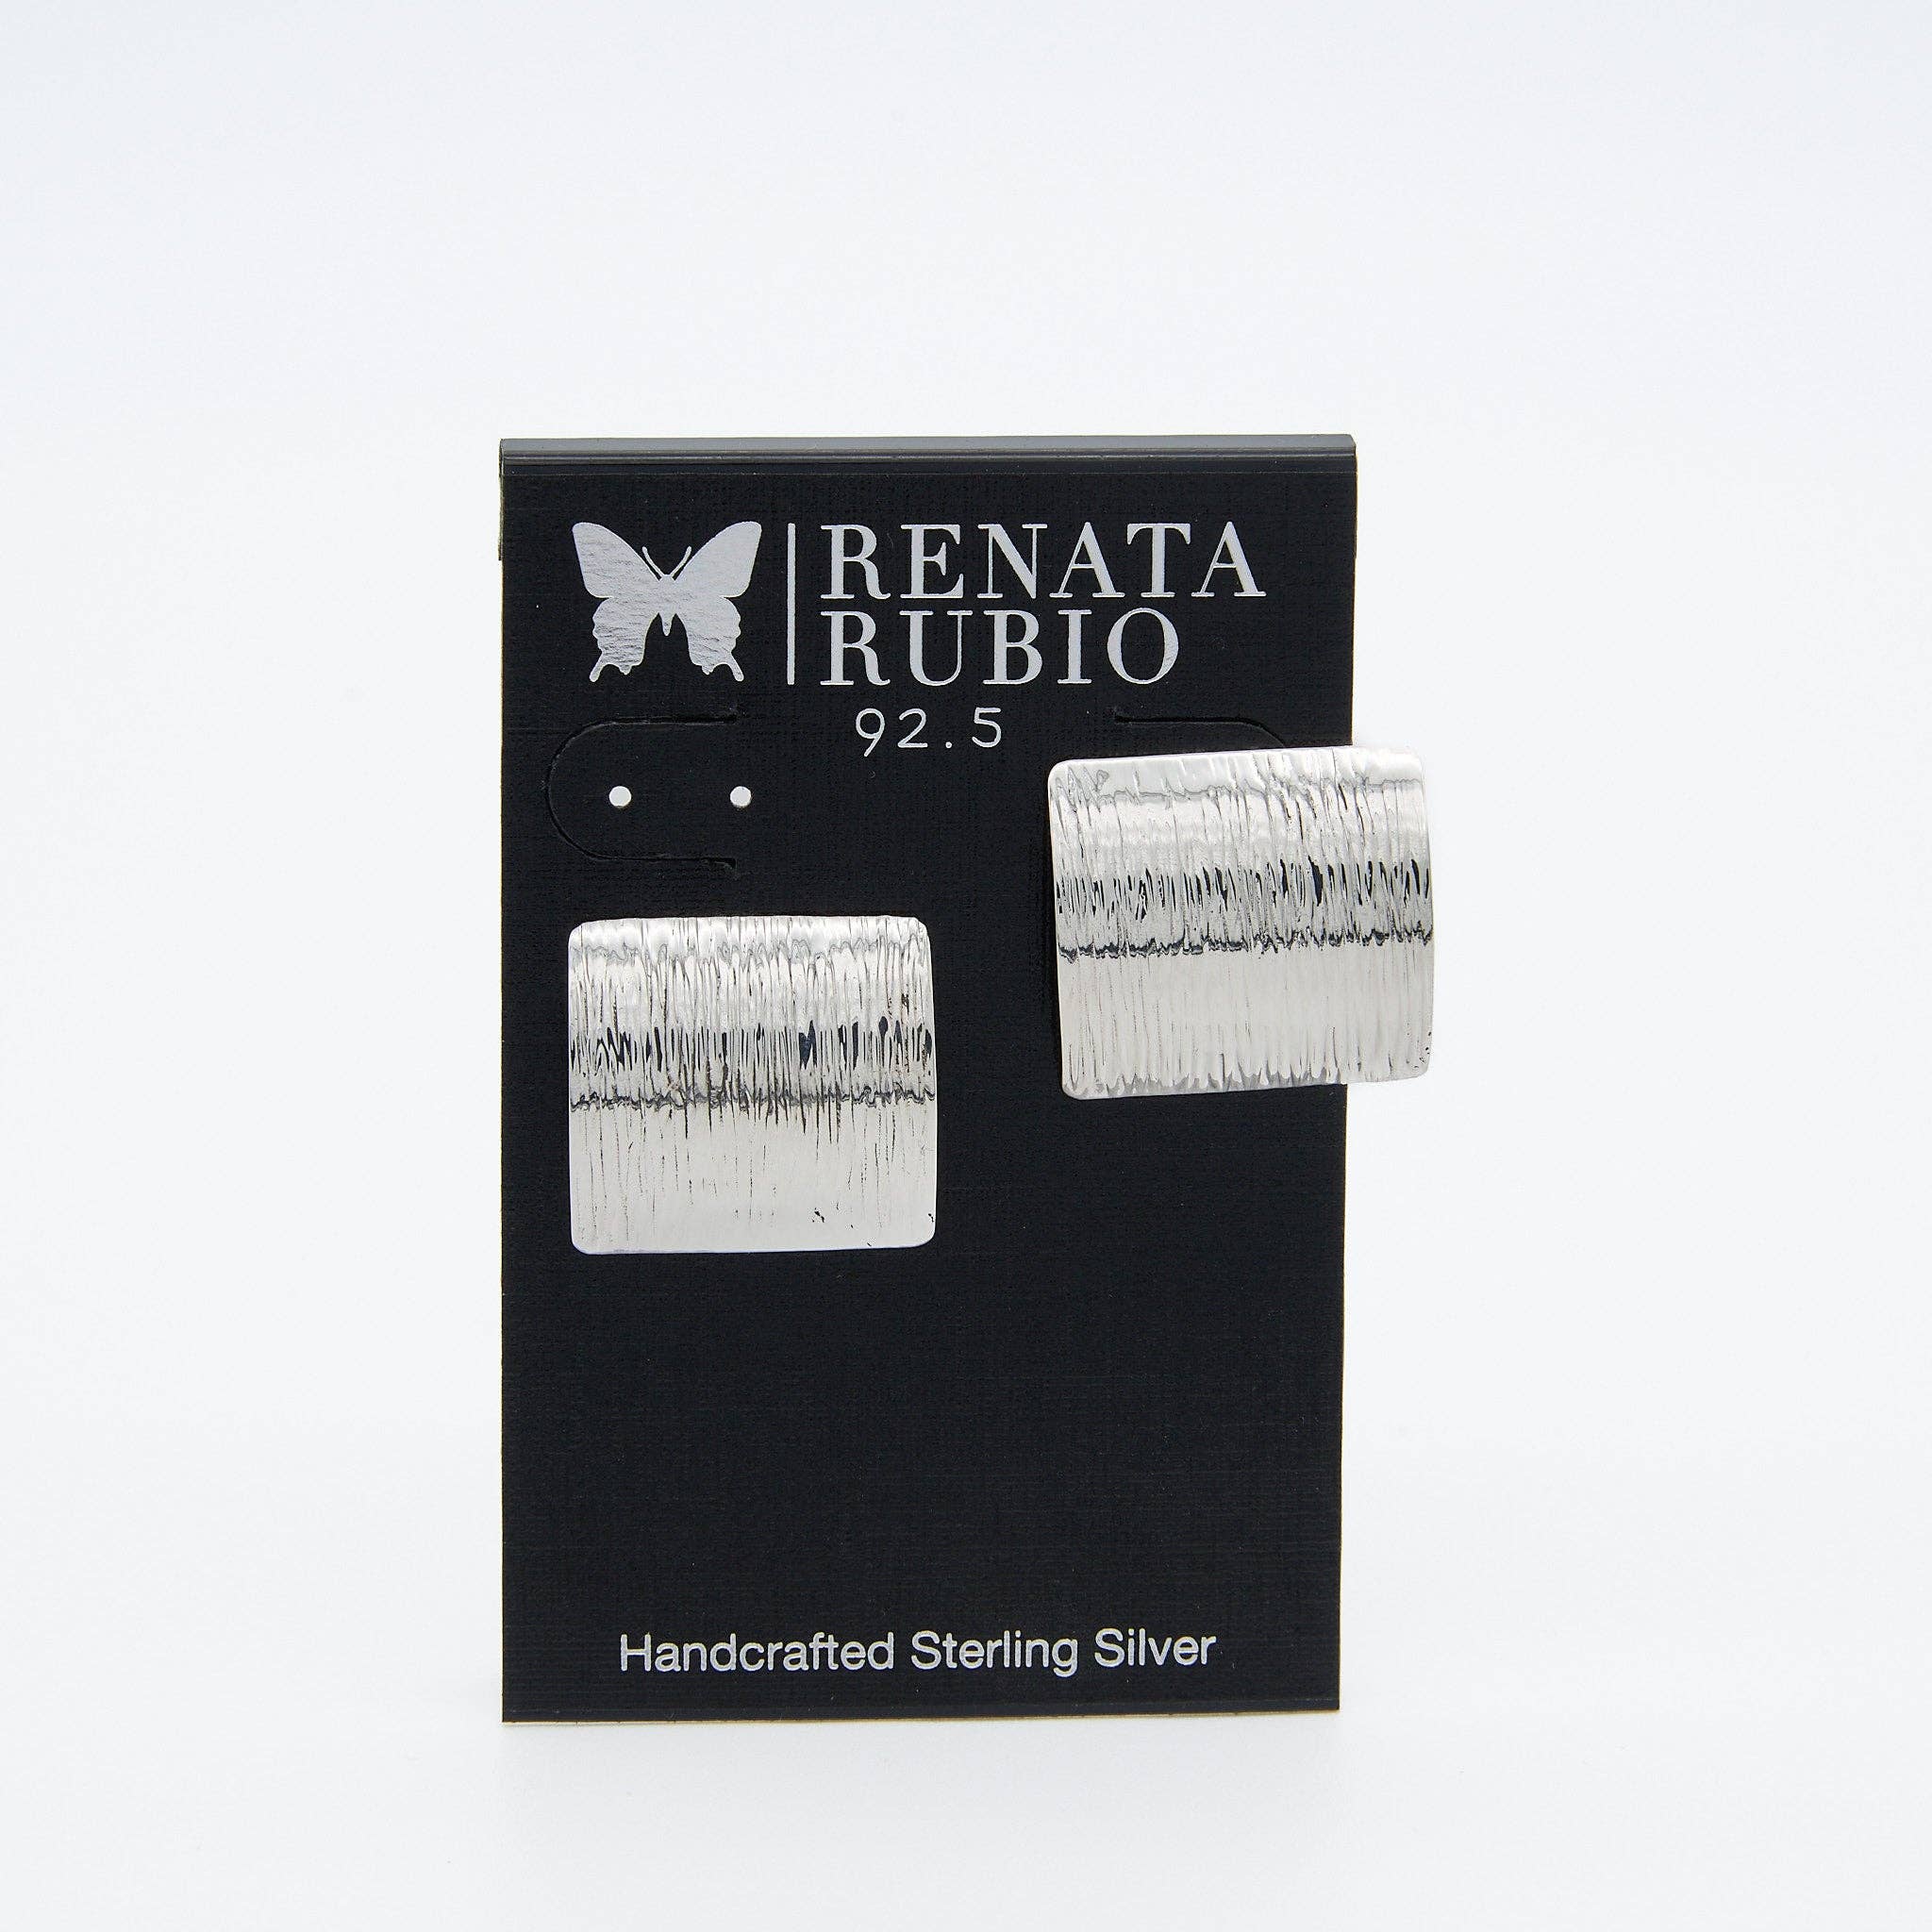 RENATA
RUBIO
92.5
Handcrafted Sterling Silver